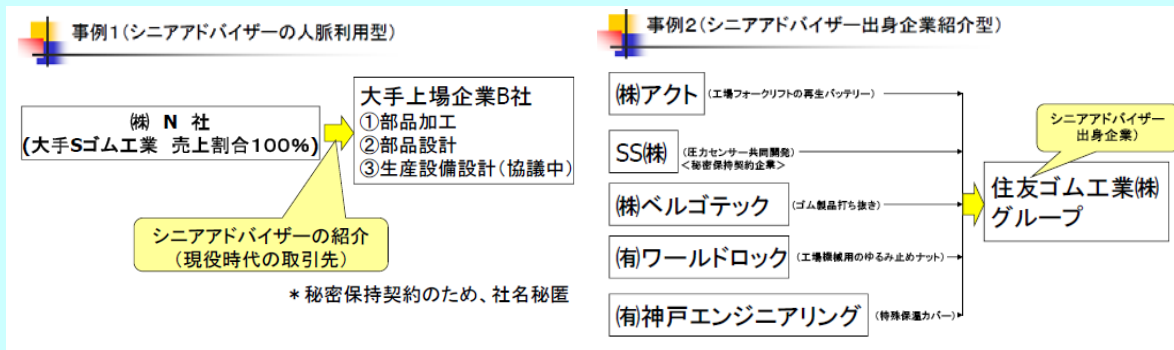 事例1(シニアアドバイザーの人脈利用型)
㈱ N 社
(大手Sゴム工業 売上割合100%)
大手上場企業B社
①部品加工
②部品設計
③生産設備設計(協議中)
シニアアドバイザーの紹介
(現役時代の取引先)
*秘密保持契約のため、社名秘匿
事例2(シニアアドバイザー出身企業紹介型)
㈱アクト
(工場フォークリフトの再生バッテリー)
SS㈱
(圧力センサー共同開発)
<秘密保持契約企業>
㈱ベルゴテック
(ゴム製品打ち抜き)
㈲ワールドロック
(工場機械用のゆるみ止めナット)
㈲神戸エンジニアリング
(特殊保温カバー)
シニアアドバイザー
出身企業)
住友ゴム工業㈱
グループ